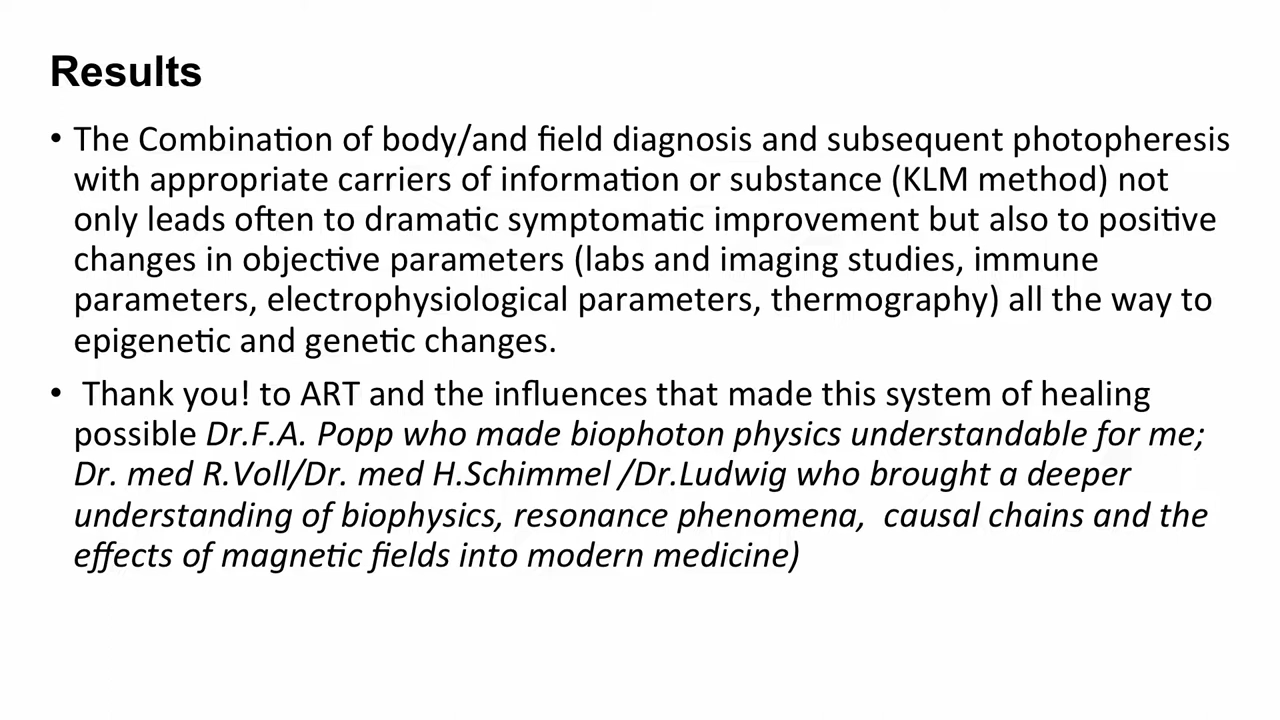 Results
• The Combination of body/and field diagnosis and subsequent photopheresis
with appropriate carriers of information or substance (KLM method) not
only leads often to dramatic symptomatic improvement but also to positive
changes in objective parameters (labs and imaging studies, immune
parameters, electrophysiological parameters, thermography) all the way to
epigenetic and genetic changes.
• Thank you! to ART and the influences that made this system of healing
possible Dr.F.A. Popp who made biophoton physics understandable for me;
Dr. med R.Voll/Dr. med H.Schimmel /Dr.Ludwig who brought a deeper
understanding of biophysics, resonance phenomena, causal chains and the
effects of magnetic fields into modern medicine)